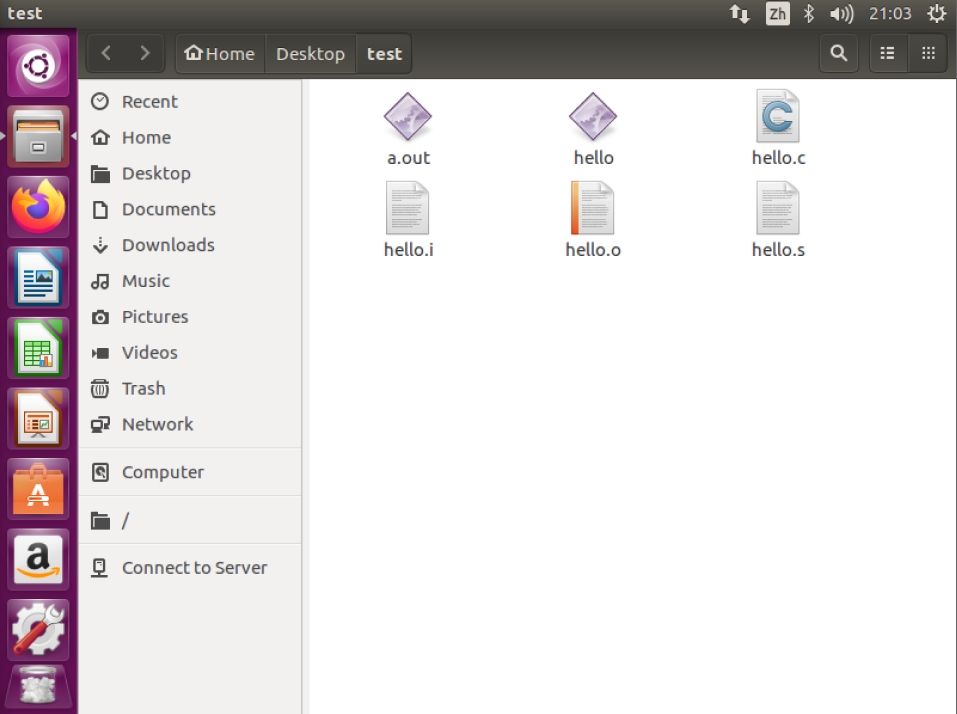 test
Zh
21:03
Home
Desktop
test
Recent
Home
Desktop
Documents
Downloads
Music
Pictures
Videos
Trash
Network
Computer
/
Connect to Server
a.out
hello
hello.c
hello.i
hello.o
hello.s